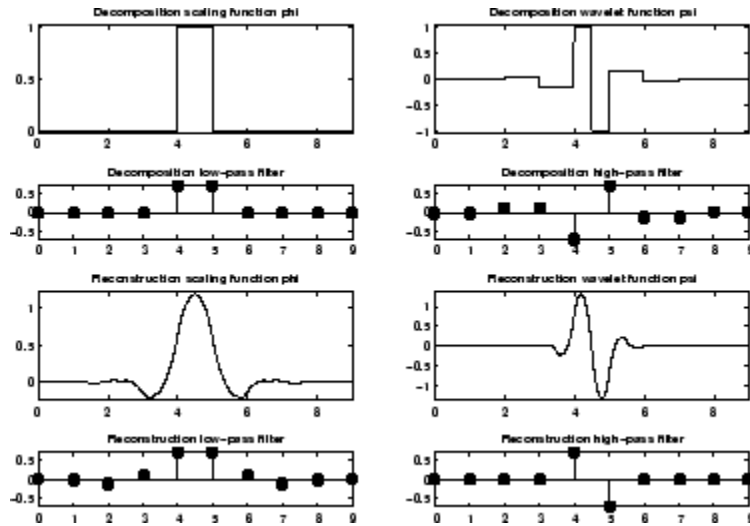 Decomposition scaling function phi
1
0.5
0
0 2 4 6 8
Decomposition wavelet function psi
1
0.5
0
-0.5
-1
0 2 4 6 8
Decomposition low-pass filter
0.5
0
-0.5
0 1 2 3 4 5 6 7 8 9
Decomposition high-pass filter
0.5
0
-0.5
0 1 2 3 4 5 6 7 8 9
Reconstruction scaling function phi
1
0.5
0
0 2 4 6 8
Reconstruction wavelet function psi
1
0.5
0
-0.5
-1
0 2 4 6 8
Reconstruction low-pass filter
0.5
0
-0.5
0 1 2 3 4 5 6 7 8 9
Reconstruction high-pass filter
0.5
0
-0.5
0 1 2 3 4 5 6 7 8 9